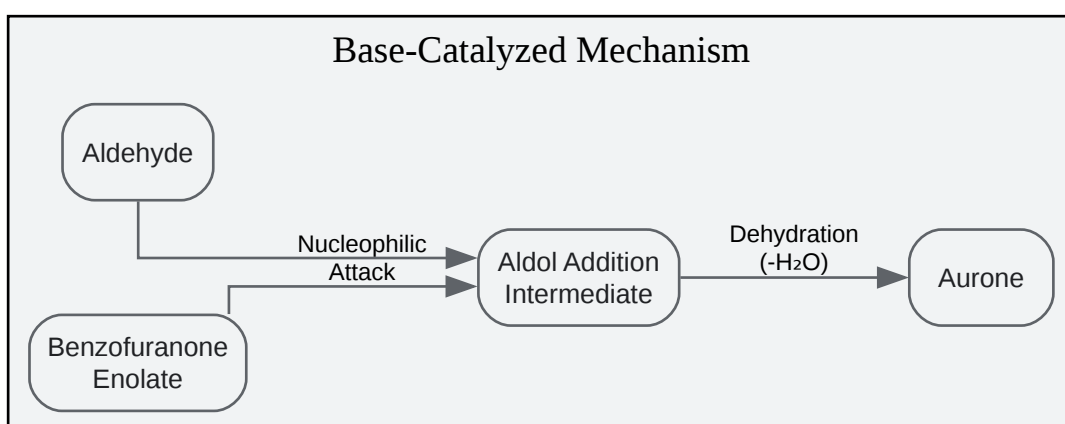 Base-Catalyzed Mechanism
Aldehyde
Nucleophilic
Attack
Benzofuranone
Enolate
Aldol Addition
Intermediate
Dehydration
(-H₂O)
Aurone